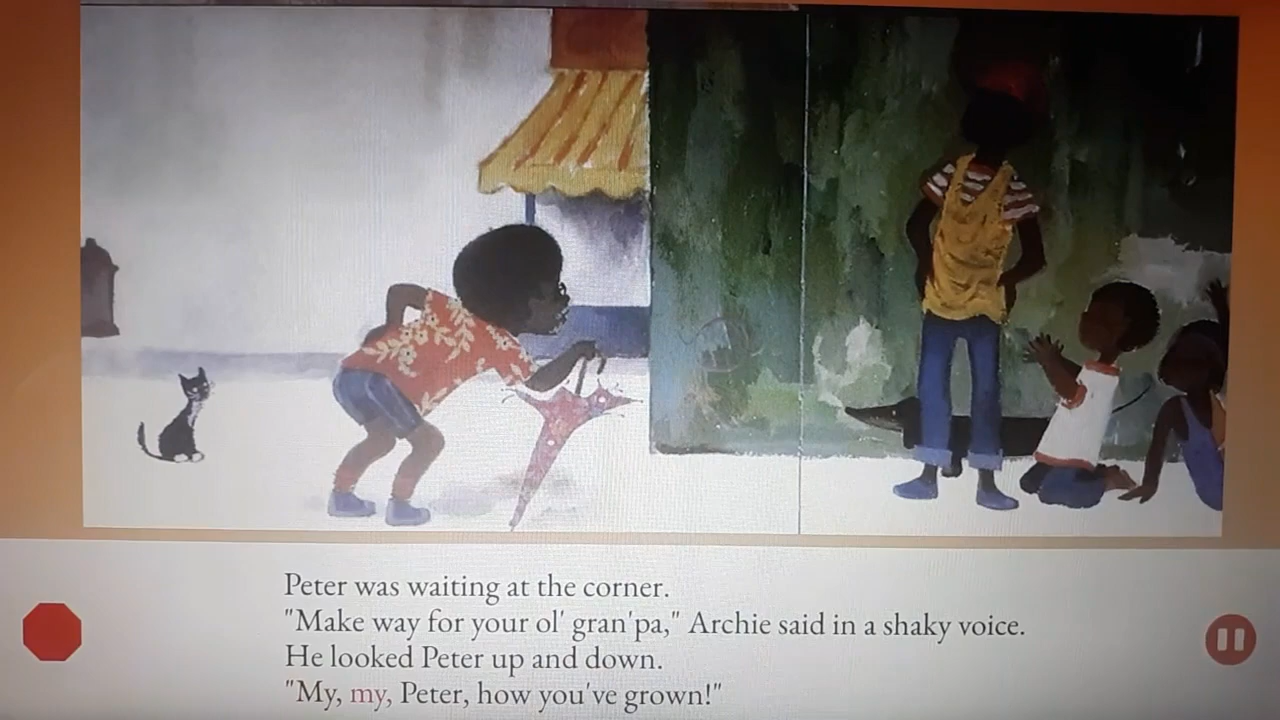 Peter was waiting at the corner.
"Make way for your ol' gran'pa," Archie said in a shaky voice.
He looked Peter up and down.
"My, my, Peter, how you've grown!"